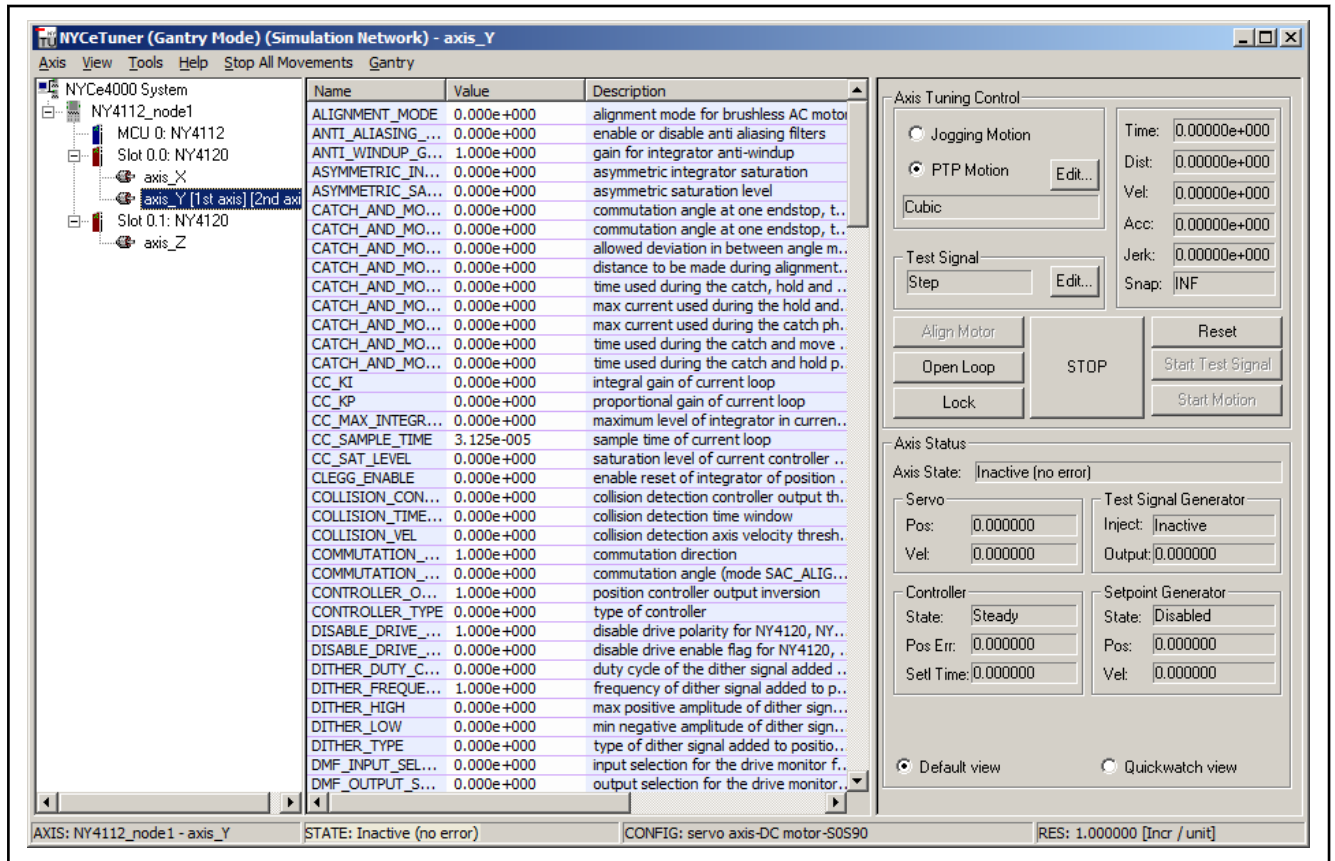 NYCeTuner (Gantry Mode) (Simulation Network) - axis_Y
Axis View Tools Help Stop All Movements Gantry
NYCe4000 System
NY4112_node1
MCU 0: NY4112
Slot 0.0: NY4120
axis_X
axis_Y [1st axis] [2nd axi
Slot 0.1: NY4120
axis_Z
Name Value Description
ALIGNMENT_MODE 0.000e+000 alignment mode for brushless AC motor
ANTI_ALIASING_... 0.000e+000 enable or disable anti aliasing filters
ANTI_WINDUP_G... 1.000e+000 gain for integrator anti-windup
ASYMMETRIC_IN... 0.000e+000 asymmetric integrator saturation
ASYMMETRIC_SA... 0.000e+000 asymmetric saturation level
CATCH_AND_MO... 0.000e+000 commutation angle at one endstop, t...
CATCH_AND_MO... 0.000e+000 commutation angle at one endstop, t...
CATCH_AND_MO... 0.000e+000 allowed deviation in between angle m...
CATCH_AND_MO... 0.000e+000 distance to be made during alignment...
CATCH_AND_MO... 0.000e+000 time used during the catch, hold and ...
CATCH_AND_MO... 0.000e+000 max current used during the hold and...
CATCH_AND_MO... 0.000e+000 max current used during the catch ph...
CATCH_AND_MO... 0.000e+000 time used during the catch and move ...
CATCH_AND_MO... 0.000e+000 time used during the catch and hold p...
CC_KI 0.000e+000 integral gain of current loop
CC_KP 0.000e+000 proportional gain of current loop
CC_MAX_INTEGR... 0.000e+000 maximum level of integrator in curren...
CC_SAMPLE_TIME 3.125e-005 sample time of current loop
CC_SAT_LEVEL 0.000e+000 saturation level of current controller ...
CLEGG_ENABLE 0.000e+000 enable reset of integrator of position ...
COLLISION_CON... 0.000e+000 collision detection controller output th...
COLLISION_TIME... 0.000e+000 collision detection time window
COLLISION_VEL 0.000e+000 collision detection axis velocity thresh...
COMMUTATION_... 1.000e+000 commutation direction
COMMUTATION_... 0.000e+000 commutation angle (mode SAC_ALIG...
CONTROLLER_O... 1.000e+000 position controller output inversion
CONTROLLER_TYPE 0.000e+000 type of controller
DISABLE_DRIVE_... 1.000e+000 disable drive polarity for NY4120, NY...
DISABLE_DRIVE_... 0.000e+000 disable drive enable flag for NY4120, ...
DITHER_DUTY_C... 0.000e+000 duty cycle of the dither signal added ...
DITHER_FREQUE... 1.000e+000 frequency of dither signal added to p...
DITHER_HIGH 0.000e+000 max positive amplitude of dither sign...
DITHER_LOW 0.000e+000 min negative amplitude of dither sign...
DITHER_TYPE 0.000e+000 type of dither signal added to positio...
DMF_INPUT_SEL... 0.000e+000 input selection for the drive monitor f...
DMF_OUTPUT_S... 0.000e+000 output selection for the drive monitor...
Axis Tuning Control
Jogging Motion
PTP Motion Edit...
Cubic
Test Signal
Step Edit...
Time: 0.00000e+000
Dist: 0.00000e+000
Vel: 0.00000e+000
Acc: 0.00000e+000
Jerk: 0.00000e+000
Snap: INF
Align Motor
Open Loop
Lock
STOP
Reset
Start Test Signal
Start Motion
Axis Status
Axis State: Inactive (no error)
Servo
Pos: 0.000000
Vel: 0.000000
Test Signal Generator
Inject: Inactive
Output: 0.000000
Controller
State: Steady
Pos Err: 0.000000
Setl Time: 0.000000
Setpoint Generator
State: Disabled
Pos: 0.000000
Vel: 0.000000
Default view Quickwatch view
AXIS: NY4112_node1 - axis_Y STATE: Inactive (no error) CONFIG: servo axis-DC motor-S0S90 RES: 1.000000 [Incr / unit]